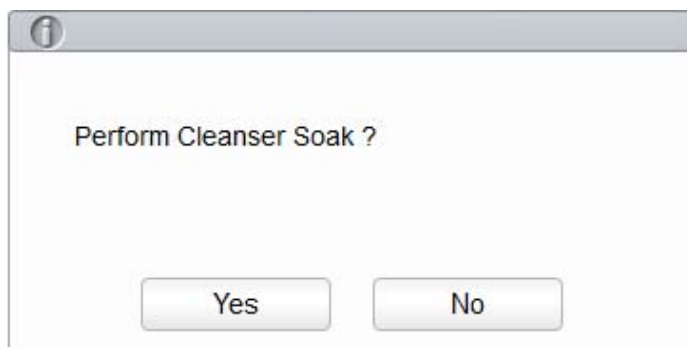 Perform Cleanser Soak ?
Yes
No